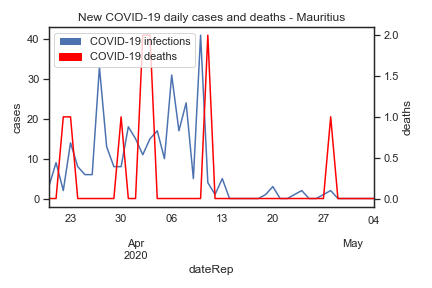 New COVID-19 daily cases and deaths - Mauritius
COVID-19 infections
COVID-19 deaths
40
30
20
10
0
cases
2.0
1.5
1.0
0.5
0.0
deaths
23 30 06 13 20 27 04
Apr May
2020
dateRep